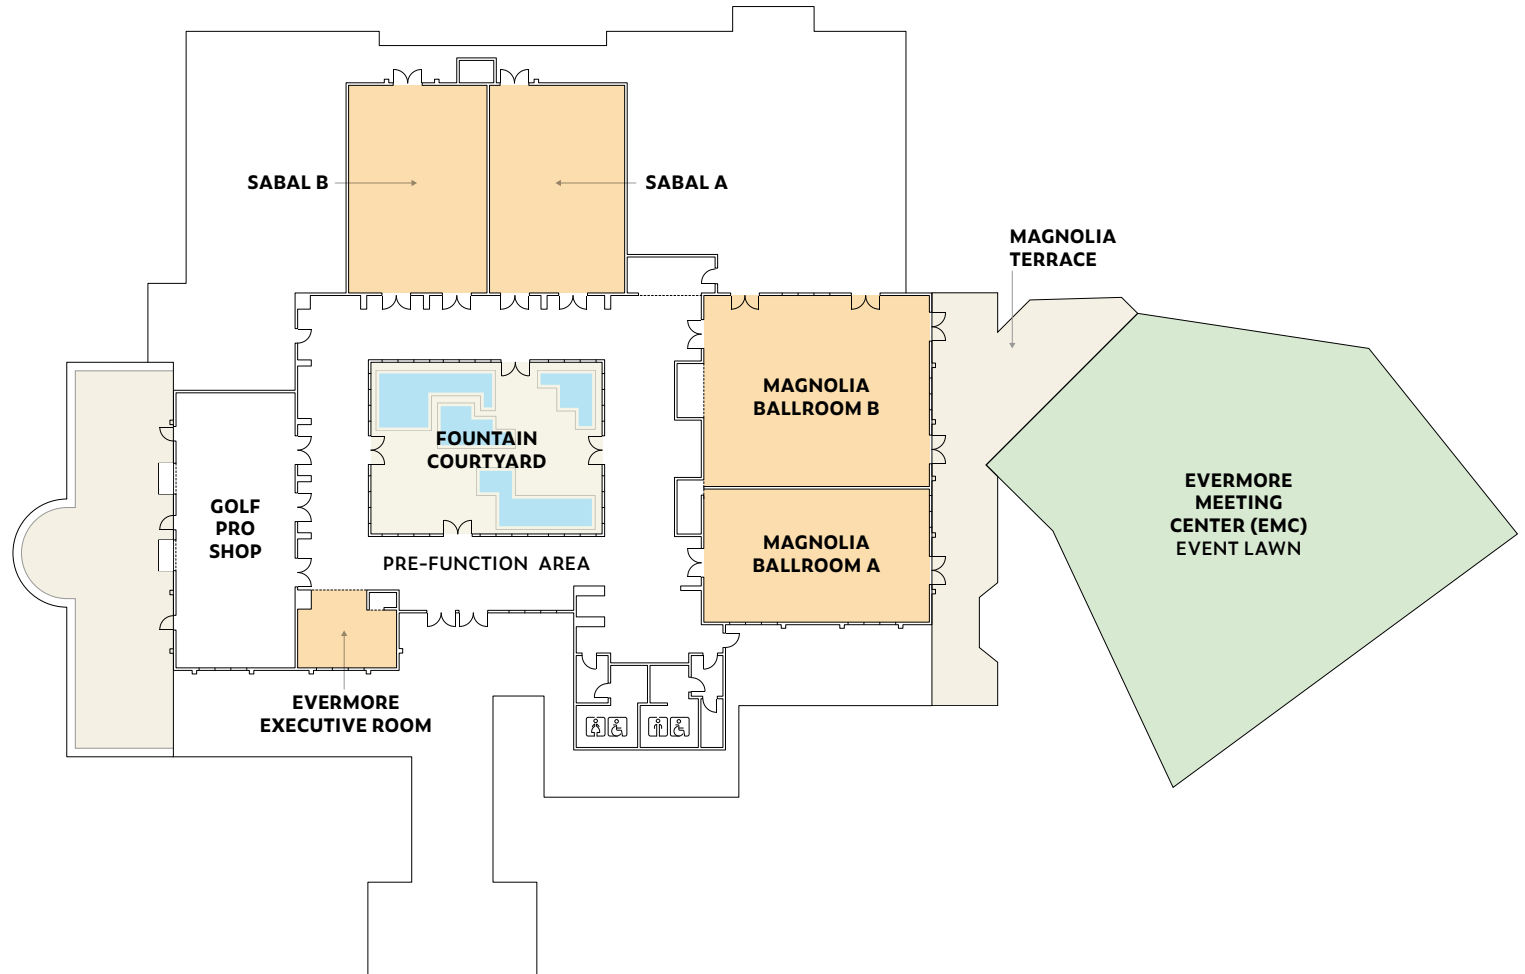 SABAL B
SABAL A
MAGNOLIA
TERRACE
MAGNOLIA
BALLROOM B
FOUNTAIN
COURTYARD
GOLF
PRO
SHOP
EVERMORE
MEETING
CENTER (EMC)
EVENT LAWN
MAGNOLIA
BALLROOM A
PRE-FUNCTION AREA
EVERMORE
EXECUTIVE ROOM